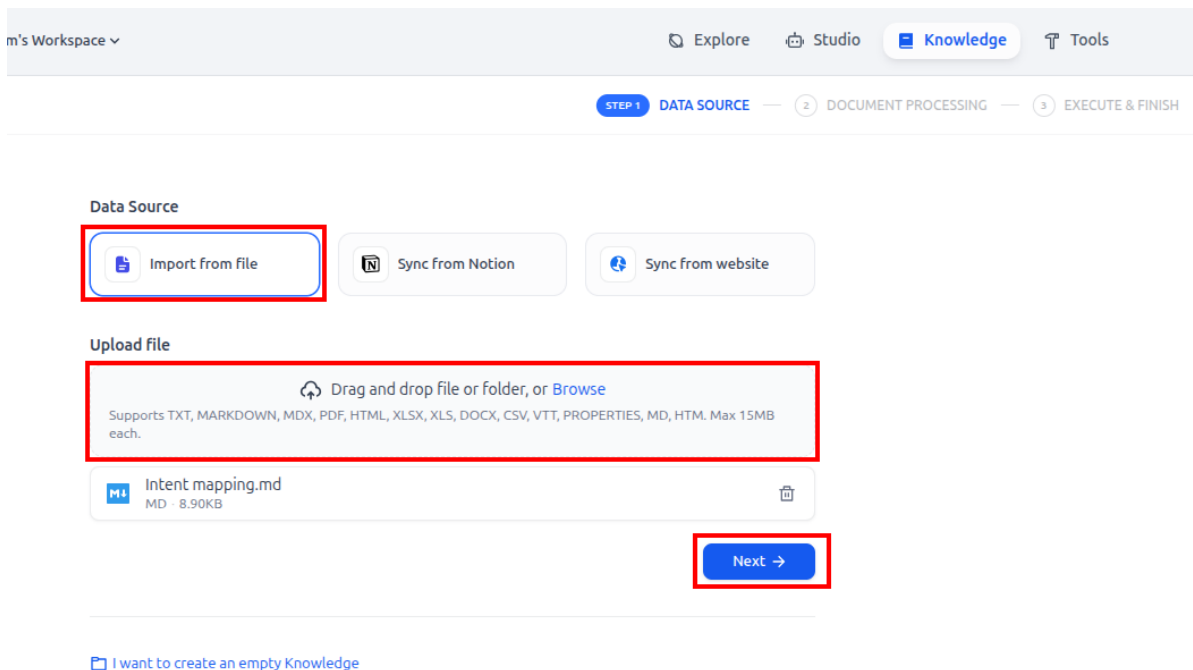 m's Workspace
Explore
Studio
Knowledge
Tools
STEP 1 DATA SOURCE
2 DOCUMENT PROCESSING
3 EXECUTE & FINISH
Data Source
Import from file
Sync from Notion
Sync from website
Upload file
Drag and drop file or folder, or Browse
Supports TXT, MARKDOWN, MDX, PDF, HTML, XLSX, XLS, DOCX, CSV, VTT, PROPERTIES, MD, HTM. Max 15MB
each.
Intent mapping.md
MD · 8.90KB
Next →
I want to create an empty Knowledge